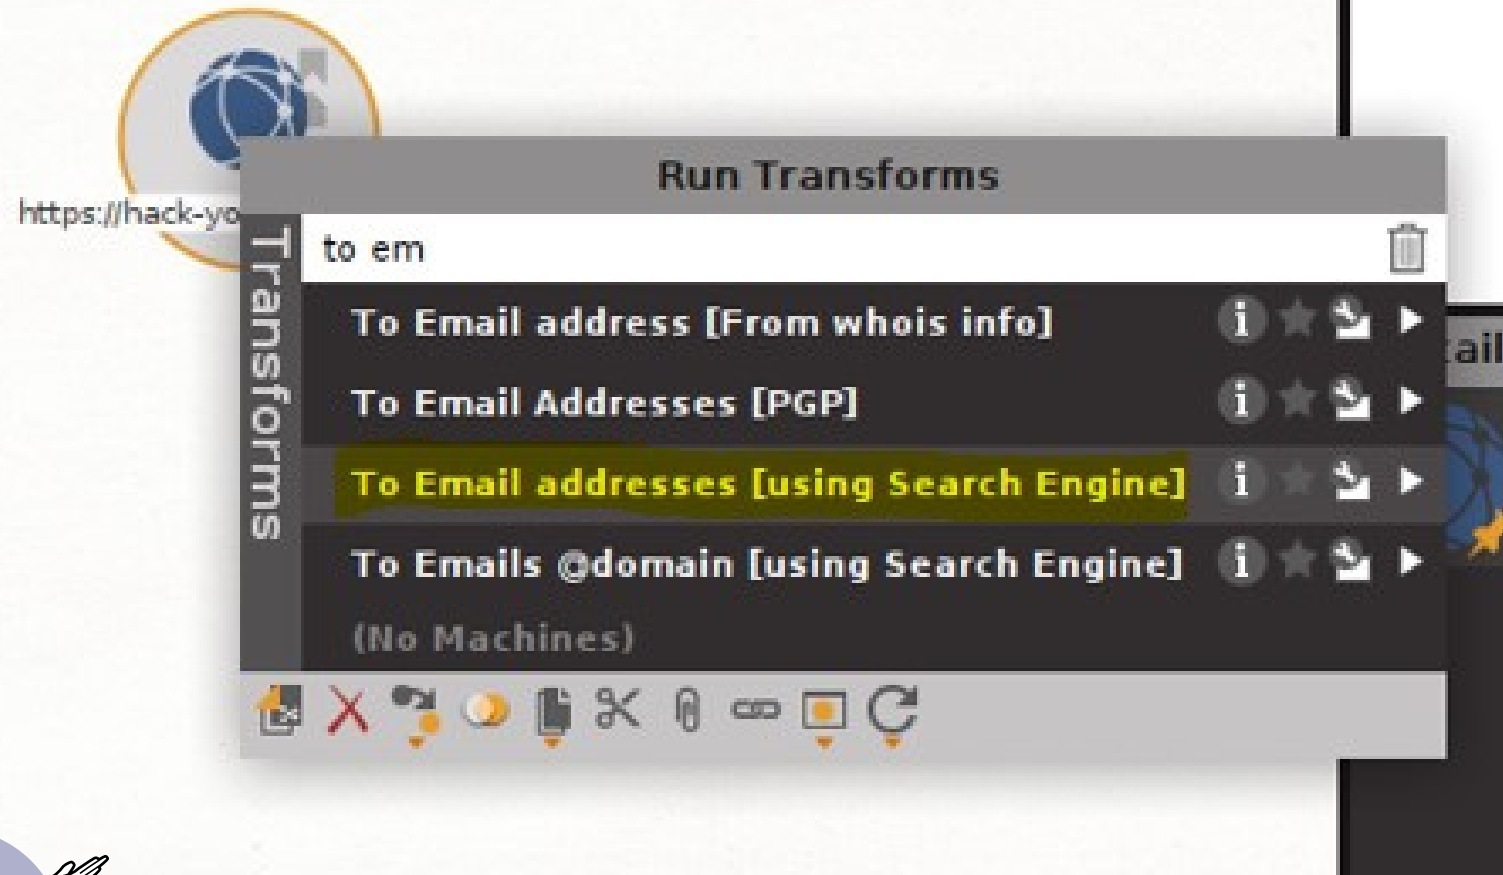 Run Transforms
https://hack-yo
Transforms
to em
To Email address [From whois info]
To Email Addresses [PGP]
To Email addresses [using Search Engine]
To Emails @domain [using Search Engine]
(No Machines)
ail